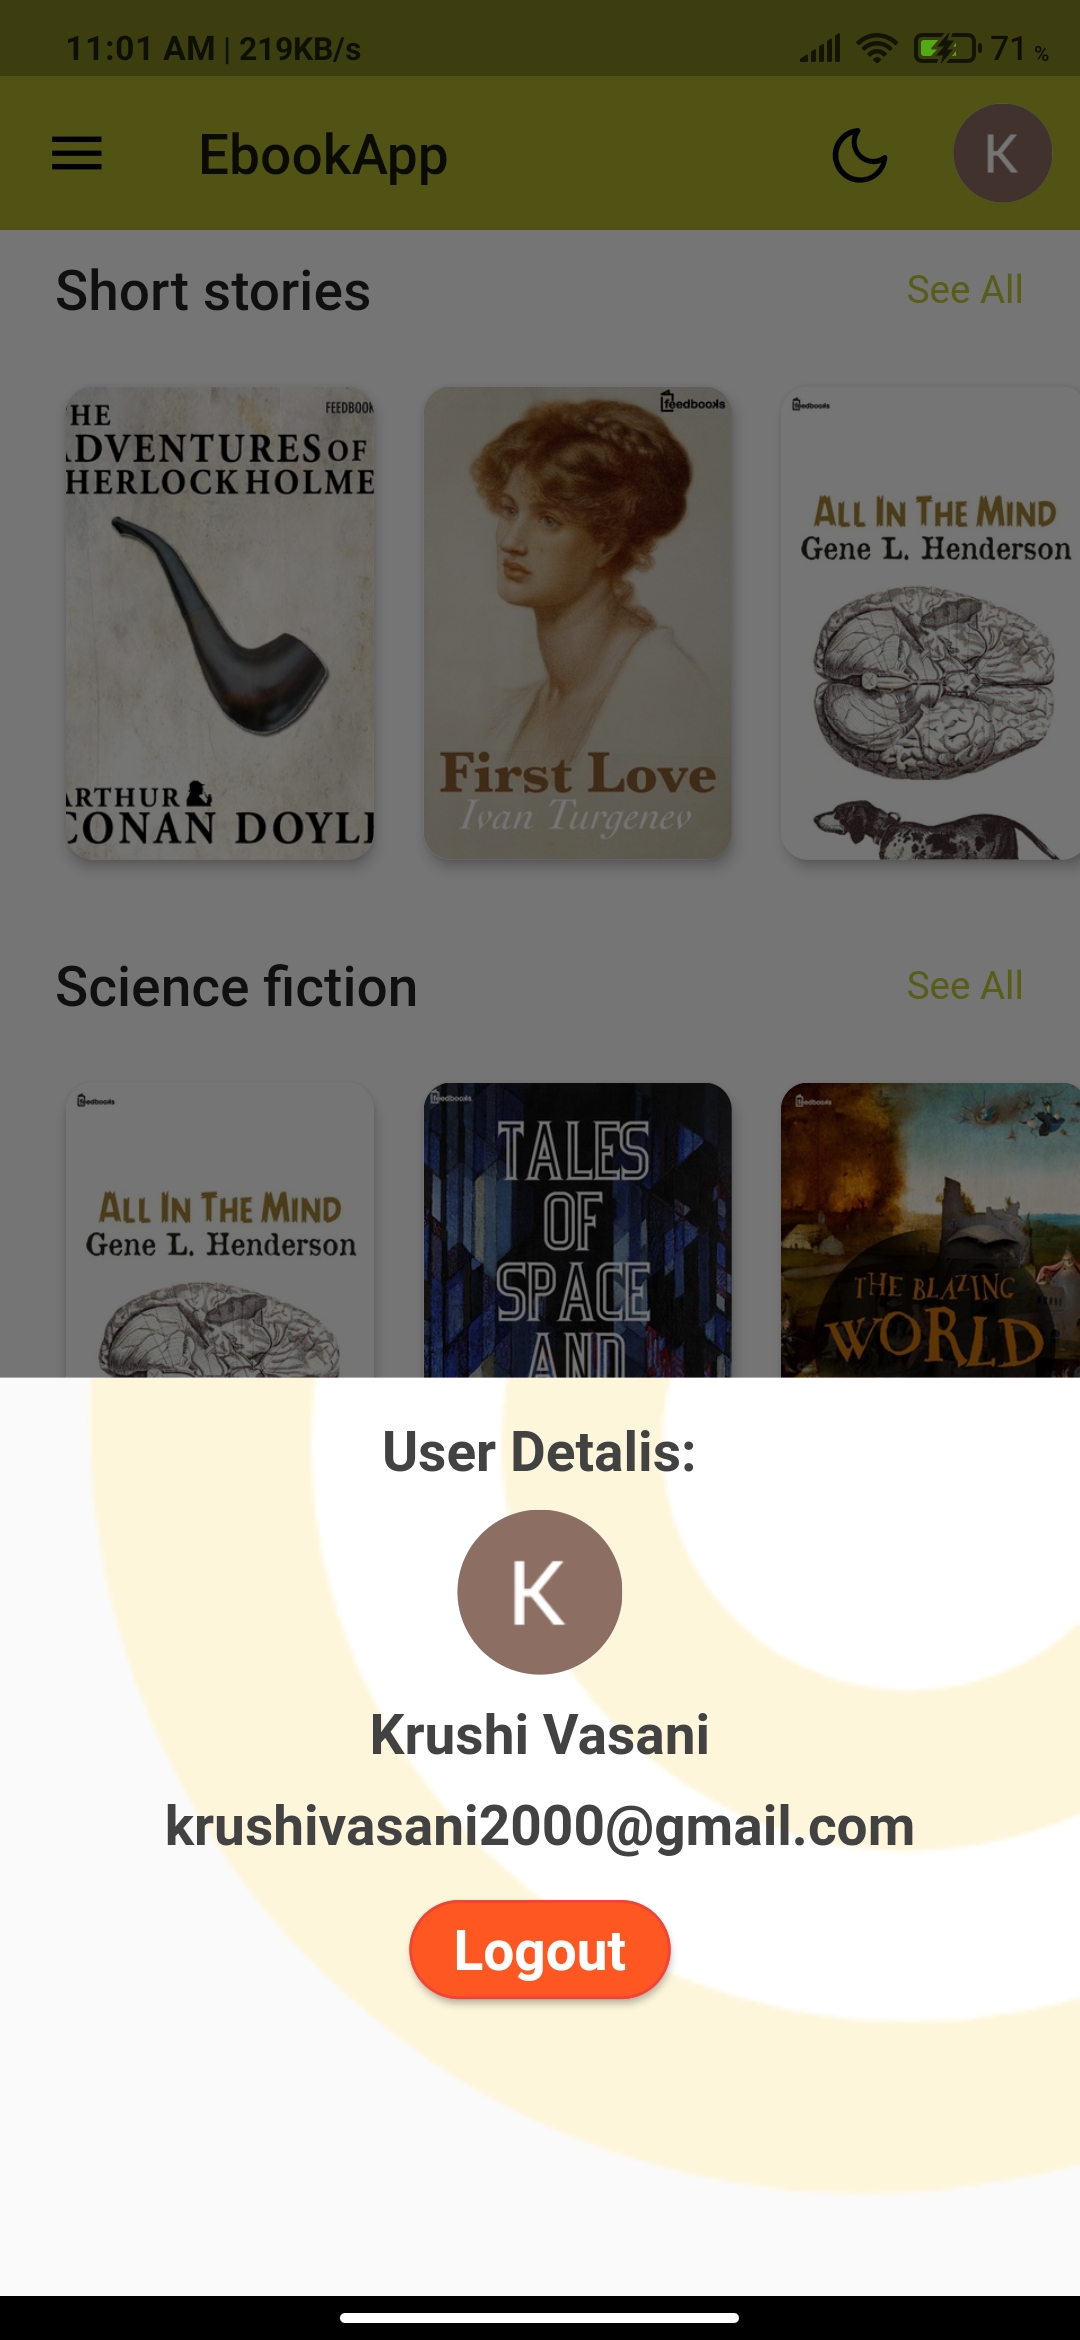 11:01 AM | 219KB/s
71 %
EbookApp
K
Short stories
See All
HE
FEEDBOOK
ADVENTURES OF
HERLOCK HOLME
ARTHUR
CONAN DOYLE
feedbooks
First Love
Ivan Turgenev
feedbooks
ALL IN THE MIND
Gene L. Henderson
Science fiction
See All
feedbooks
ALL IN THE MIND
Gene L. Henderson
feedbooks
TALES
OF
SPACE
AND
feedbooks
THE BLAZING
WORLD
User Detalis:
K
Krushi Vasani
krushivasani2000@gmail.com
Logout